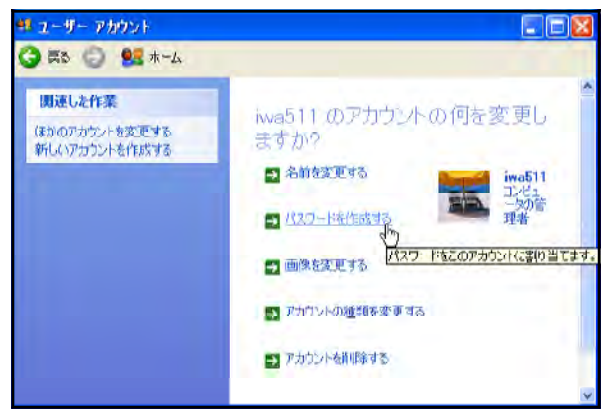 ユーザー アカウント
戻る ホーム
関連した作業
ほかのアカウントを変更する
新しいアカウントを作成する
iwa511 のアカウントの何を変更し
ますか?
名前を変更する
iwa511
コンピュ
ータの管
理者
パスワードを作成する
パスワードをこのアカウントに割り当てます。
画像を変更する
アカウントの種類を変更する
アカウントを削除する